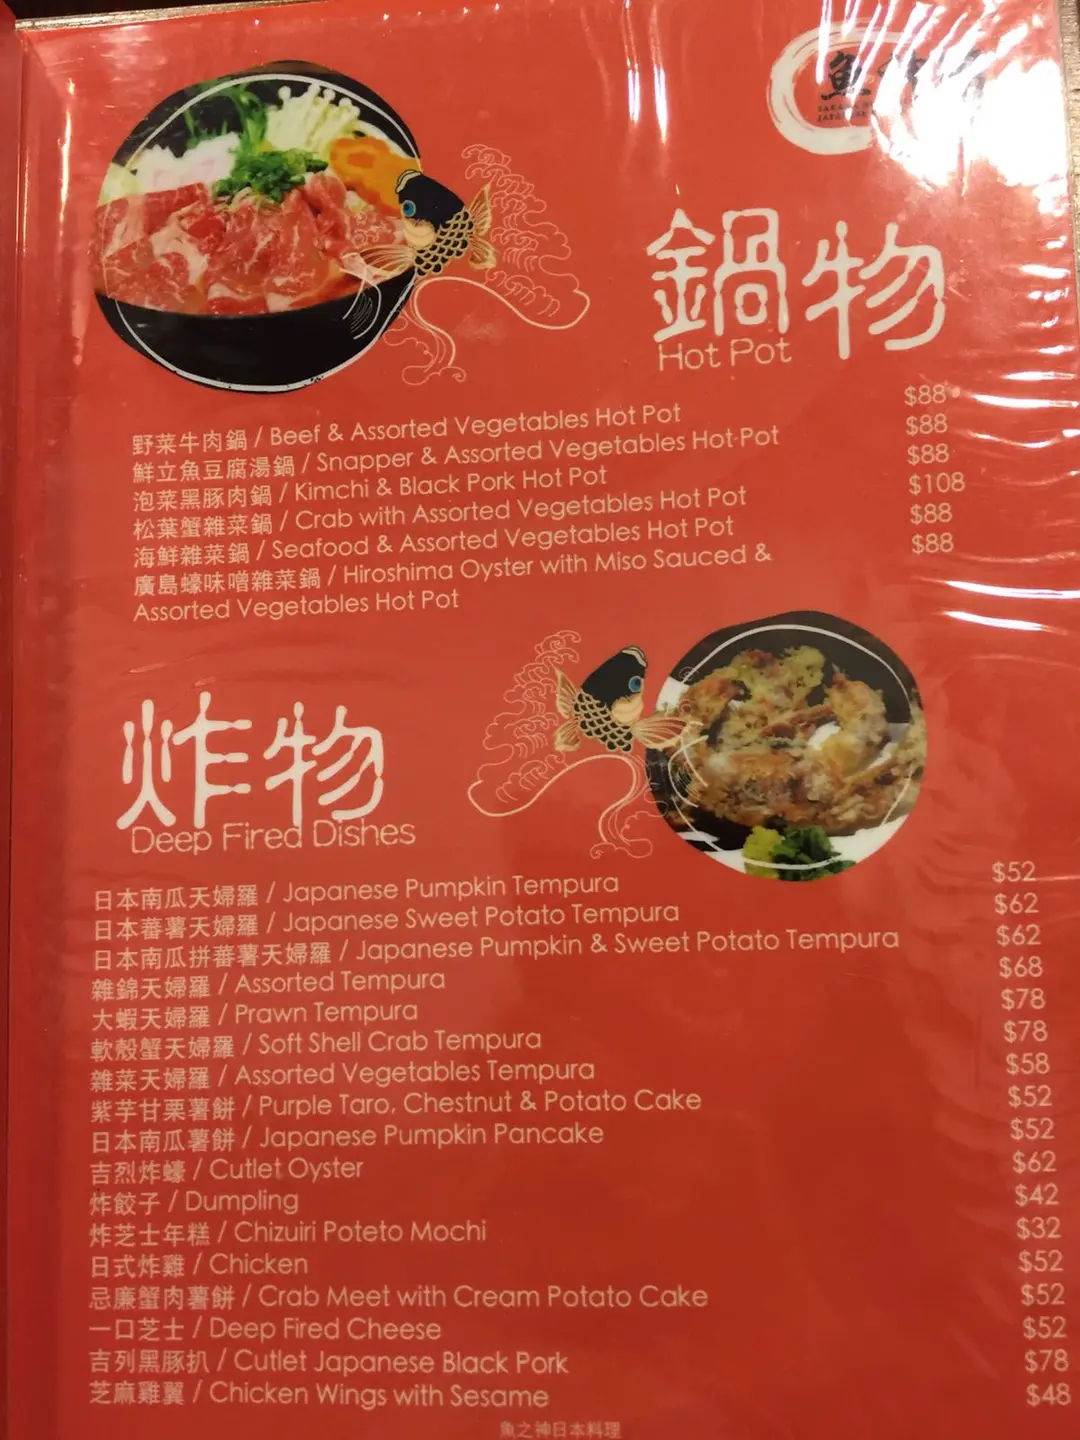 魚
鍋物
Hot Pot
野菜牛肉鍋 / Beef & Assorted Vegetables Hot Pot $88
鮮立魚豆腐湯鍋 / Snapper & Assorted Vegetables Hot Pot $88
泡菜黑豚肉鍋 / Kimchi & Black Pork Hot Pot $88
松葉蟹雜菜鍋 / Crab with Assorted Vegetables Hot Pot $108
海鮮雜菜鍋 / Seafood & Assorted Vegetables Hot Pot $88
廣島蠔味噌雜菜鍋 / Hiroshima Oyster with Miso Sauced & $88
Assorted Vegetables Hot Pot
炸物
Deep Fired Dishes
日本南瓜天婦羅 / Japanese Pumpkin Tempura $52
日本蕃薯天婦羅 / Japanese Sweet Potato Tempura $62
日本南瓜拼蕃薯天婦羅 / Japanese Pumpkin & Sweet Potato Tempura $62
雜錦天婦羅 / Assorted Tempura $68
大蝦天婦羅 / Prawn Tempura $78
軟殼蟹天婦羅 / Soft Shell Crab Tempura $78
雜菜天婦羅 / Assorted Vegetables Tempura $58
紫芋甘栗薯餅 / Purple Taro, Chestnut & Potato Cake $52
日本南瓜薯餅 / Japanese Pumpkin Pancake $52
吉烈炸蠔 / Cutlet Oyster $62
炸餃子 / Dumpling $42
炸芝士年糕 / Chizuiri Poteto Mochi $32
日式炸雞 / Chicken $52
忌廉蟹肉薯餅 / Crab Meet with Cream Potato Cake $52
一口芝士 / Deep Fired Cheese $52
吉列黑豚扒 / Cutlet Japanese Black Pork $78
芝麻雞翼 / Chicken Wings with Sesame $48
魚之神日本料理